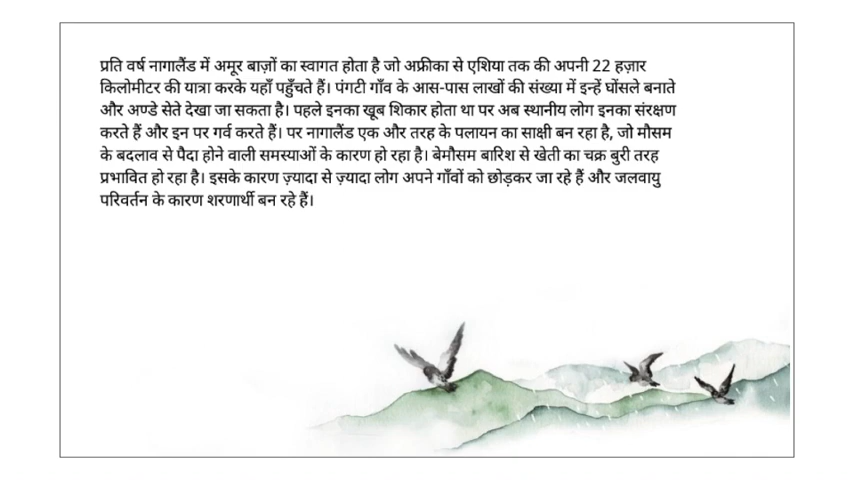 प्रति वर्ष नागालैंड में अमूर बाज़ों का स्वागत होता है जो अफ्रीका से एशिया तक की अपनी 22 हज़ार
किलोमीटर की यात्रा करके यहाँ पहुँचते हैं। पंगटी गाँव के आस-पास लाखों की संख्या में इन्हें घोंसले बनाते
और अण्डे सेते देखा जा सकता है। पहले इनका खूब शिकार होता था पर अब स्थानीय लोग इनका संरक्षण
करते हैं और इन पर गर्व करते हैं। पर नागालैंड एक और तरह के पलायन का साक्षी बन रहा है, जो मौसम
के बदलाव से पैदा होने वाली समस्याओं के कारण हो रहा है। बेमौसम बारिश से खेती का चक्र बुरी तरह
प्रभावित हो रहा है। इसके कारण ज़्यादा से ज़्यादा लोग अपने गाँवों को छोड़कर जा रहे हैं और जलवायु
परिवर्तन के कारण शरणार्थी बन रहे हैं।